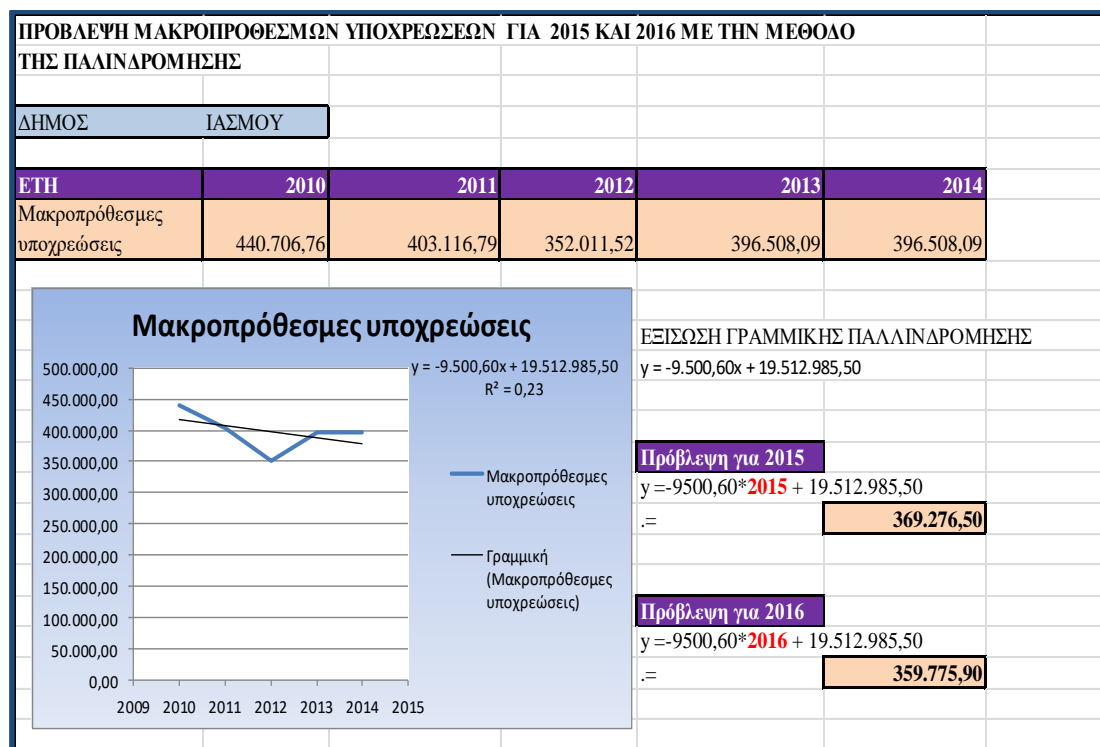 ΠΡΟΒΛΕΨΗ ΜΑΚΡΟΠΡΟΘΕΣΜΩΝ ΥΠΟΧΡΕΩΣΕΩΝ ΓΙΑ 2015 ΚΑΙ 2016 ΜΕ ΤΗΝ ΜΕΘΟΔΟ
ΤΗΣ ΠΑΛΙΝΔΡΟΜΗΣΗΣ
ΔΗΜΟΣ ΙΑΣΜΟΥ
ΕΤΗ 2010 2011 2012 2013 2014
Μακροπρόθεσμες
υποχρεώσεις 440.706,76 403.116,79 352.011,52 396.508,09 396.508,09
Μακροπρόθεσμες υποχρεώσεις
y = -9.500,60x + 19.512.985,50
R² = 0,23
500.000,00
450.000,00
400.000,00
350.000,00
300.000,00
250.000,00
200.000,00
150.000,00
100.000,00
50.000,00
0,00
2009 2010 2011 2012 2013 2014 2015
Μακροπρόθεσμες
υποχρεώσεις
Γραμμική
(Μακροπρόθεσμες
υποχρεώσεις)
ΕΞΙΣΩΣΗ ΓΡΑΜΜΙΚΗΣ ΠΑΛΛΙΝΔΡΟΜΗΣΗΣ
y = -9.500,60x + 19.512.985,50
Πρόβλεψη για 2015
y =-9500,60*2015 + 19.512.985,50
.= 369.276,50
Πρόβλεψη για 2016
y =-9500,60*2016 + 19.512.985,50
.= 359.775,90